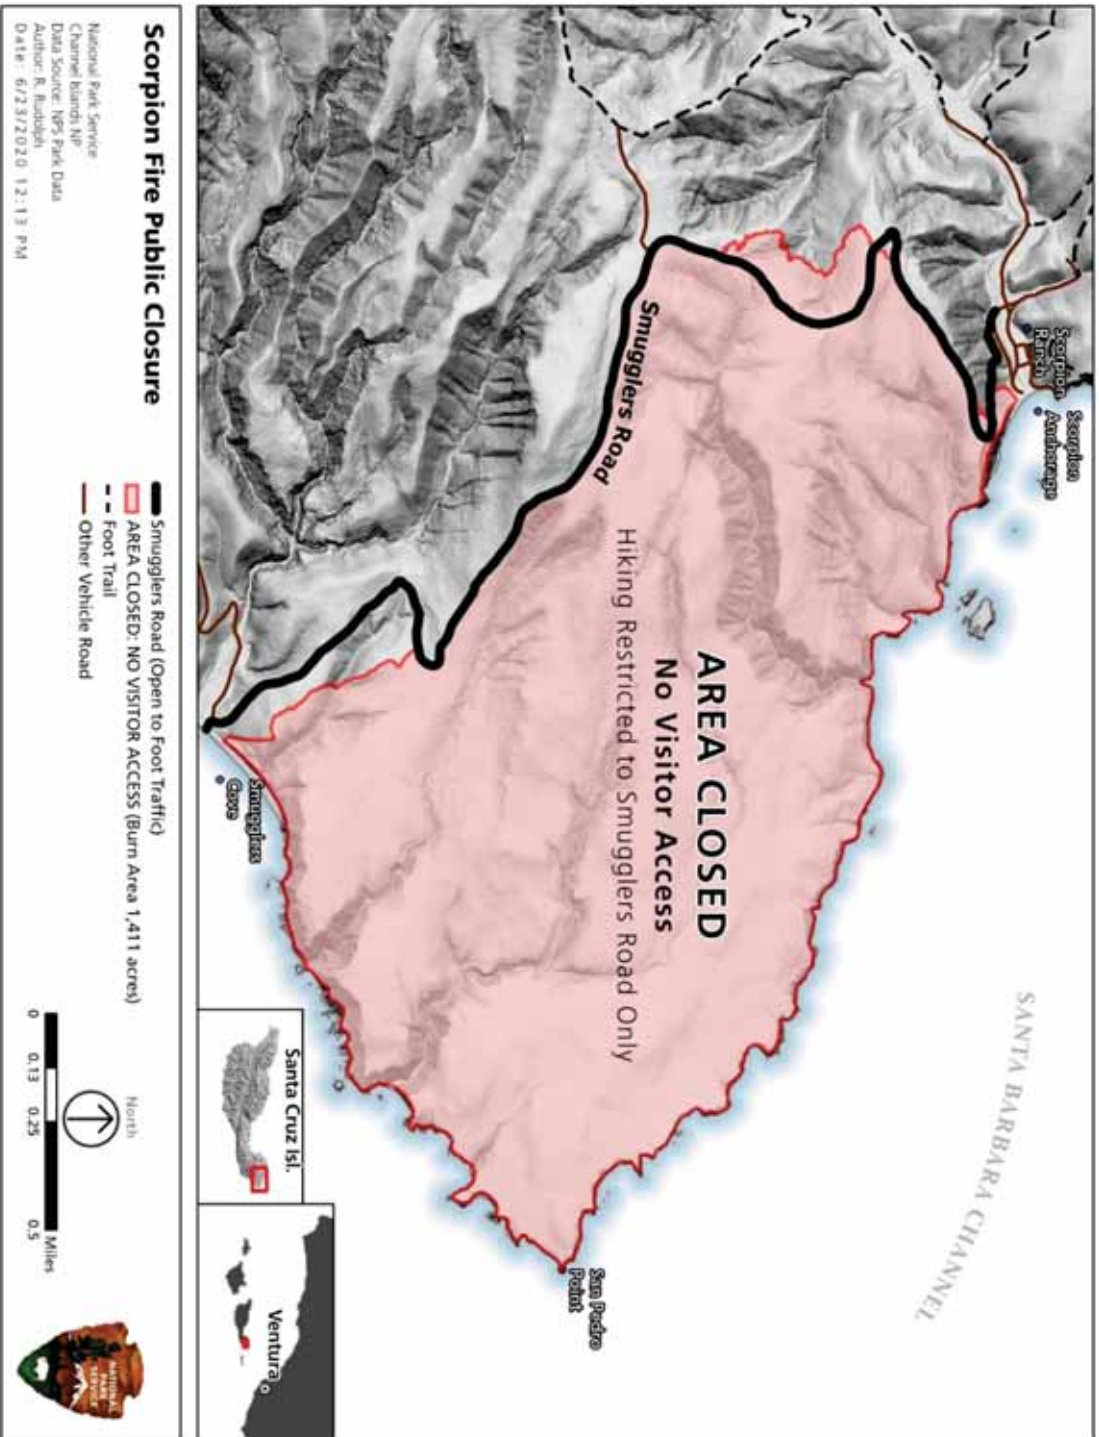 Scorpion
Ranch
Scorpion
Anchorage
SANTA BARBARA CHANNEL
Smugglers Road
AREA CLOSED
No Visitor Access
Hiking Restricted to Smugglers Road Only
San Pedro
Point
Smugglers
Cove
Santa Cruz Isl.
Ventura
Scorpion Fire Public Closure
National Park Service
Channel Islands NP
Data Source: NPS Park Data
Author: R. Rudolph
Date: 6/23/2020 12:13 PM
Smugglers Road (Open to Foot Traffic)
AREA CLOSED: NO VISITOR ACCESS (Burn Area 1,411 acres)
Foot Trail
Other Vehicle Road
North
0 0.13 0.25 0.5
Miles
NATIONAL
PARK
SERVICE